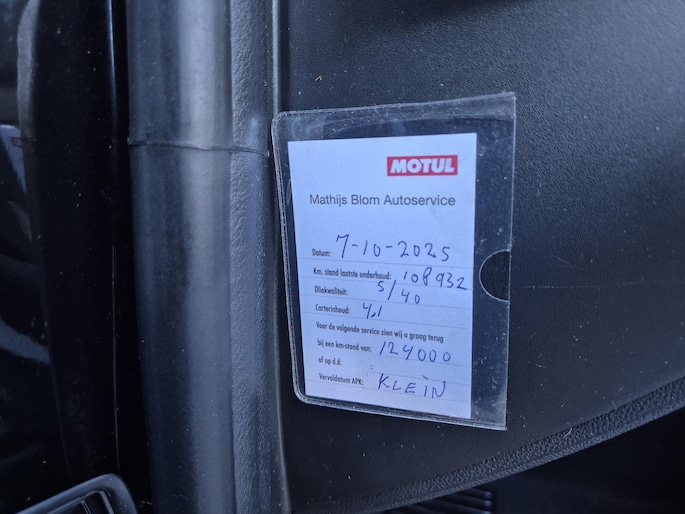 MOTUL
Mathijs Blom Autoservice
Datum: 7-10-2025
Km. stand laatste onderhoud: 108932
Oliekwaliteit: 5/40
Carterinhoud: 4,1
Voor de volgende service zien wij u graag terug
bij een km-stand van: 124000
of op d.d. :
Vervaldatum APK: KLEIN